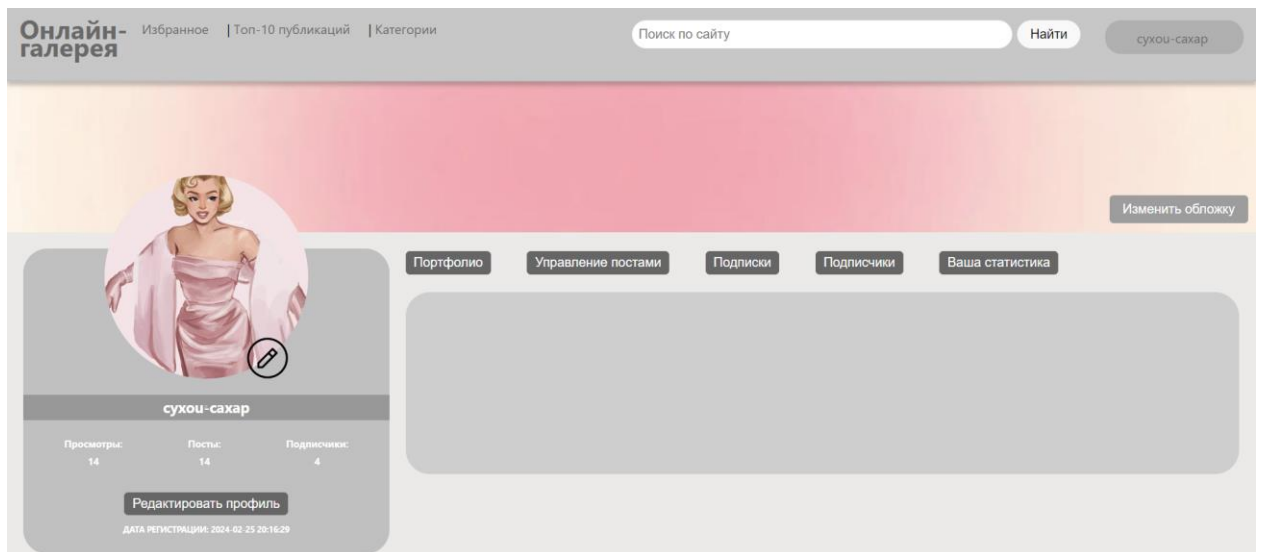 Онлайн-
галерея
Избранное | Топ-10 публикаций | Категории
Поиск по сайту
Найти
сухои-сахар
Изменить обложку
Портфолио
Управление постами
Подписки
Подписчики
Ваша статистика
сухои-сахар
Просмотры: Посты: Подписчики:
14 14 4
Редактировать профиль
ДАТА РЕГИСТРАЦИИ: 2024-02-25 20:16:29